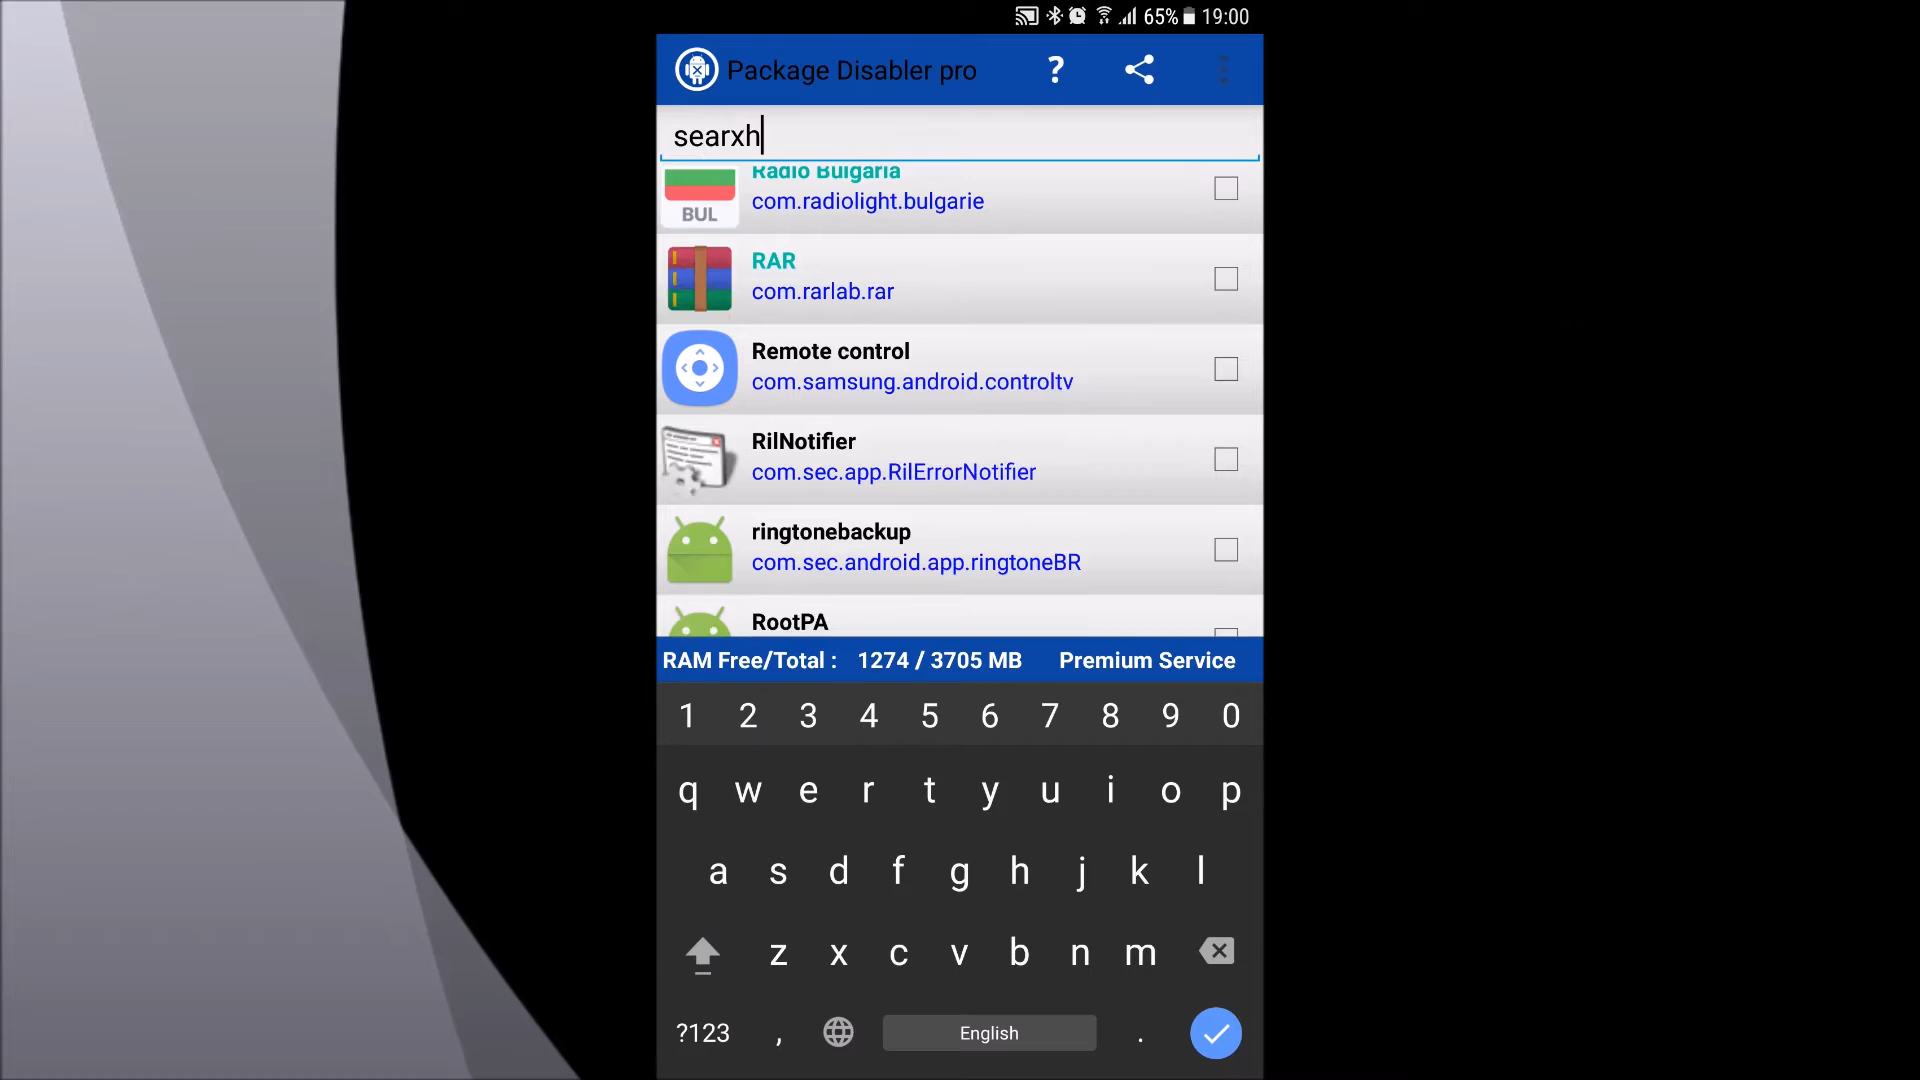 65% 19:00
Package Disabler pro ?
searxh
Radio Bulgaria
com.radiolight.bulgarie
BUL
RAR
com.rarlab.rar
Remote control
com.samsung.android.controltv
RilNotifier
com.sec.app.RilErrorNotifier
ringtonebackup
com.sec.android.app.ringtoneBR
RootPA
RAM Free/Total : 1274 / 3705 MB Premium Service
1 2 3 4 5 6 7 8 9 0
q w e r t y u i o p
a s d f g h j k l
z x c v b n m
?123 , English .